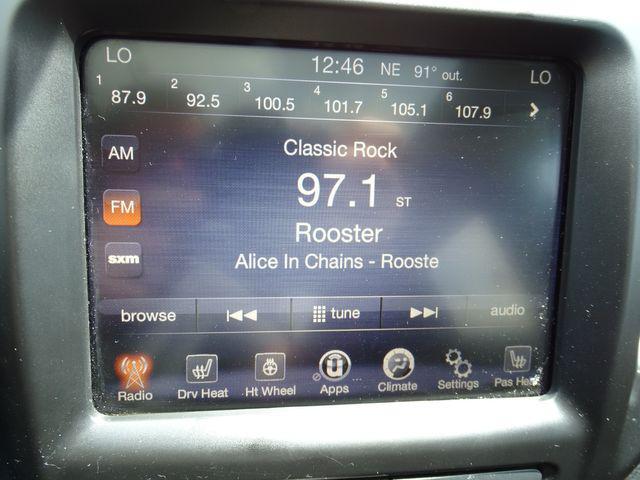 LO 12:46 NE 91° out. LO
1 87.9 2 92.5 3 100.5 4 101.7 5 105.1 6 107.9
AM
Classic Rock
97.1 ST
FM
Rooster
sxm
Alice In Chains - Rooste
browse tune audio
Radio Drv Heat Ht Wheel Apps Climate Settings Pas Heat